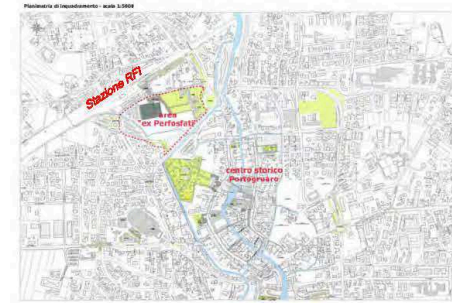 Planimetria di inquadramento - scala 1:5000
Stazione RFI
area
"ex Perfosfati"
centro storico
Portogruaro